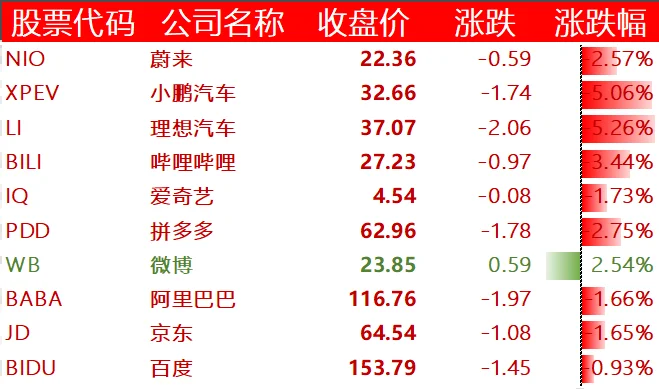 股票代码 公司名称 收盘价 涨跌 涨跌幅
NIO 蔚来 22.36 -0.59 -2.57%
XPEV 小鹏汽车 32.66 -1.74 -5.06%
LI 理想汽车 37.07 -2.06 -5.26%
BILI 哔哩哔哩 27.23 -0.97 -3.44%
IQ 爱奇艺 4.54 -0.08 -1.73%
PDD 拼多多 62.96 -1.78 -2.75%
WB 微博 23.85 0.59 2.54%
BABA 阿里巴巴 116.76 -1.97 -1.66%
JD 京东 64.54 -1.08 -1.65%
BIDU 百度 153.79 -1.45 -0.93%